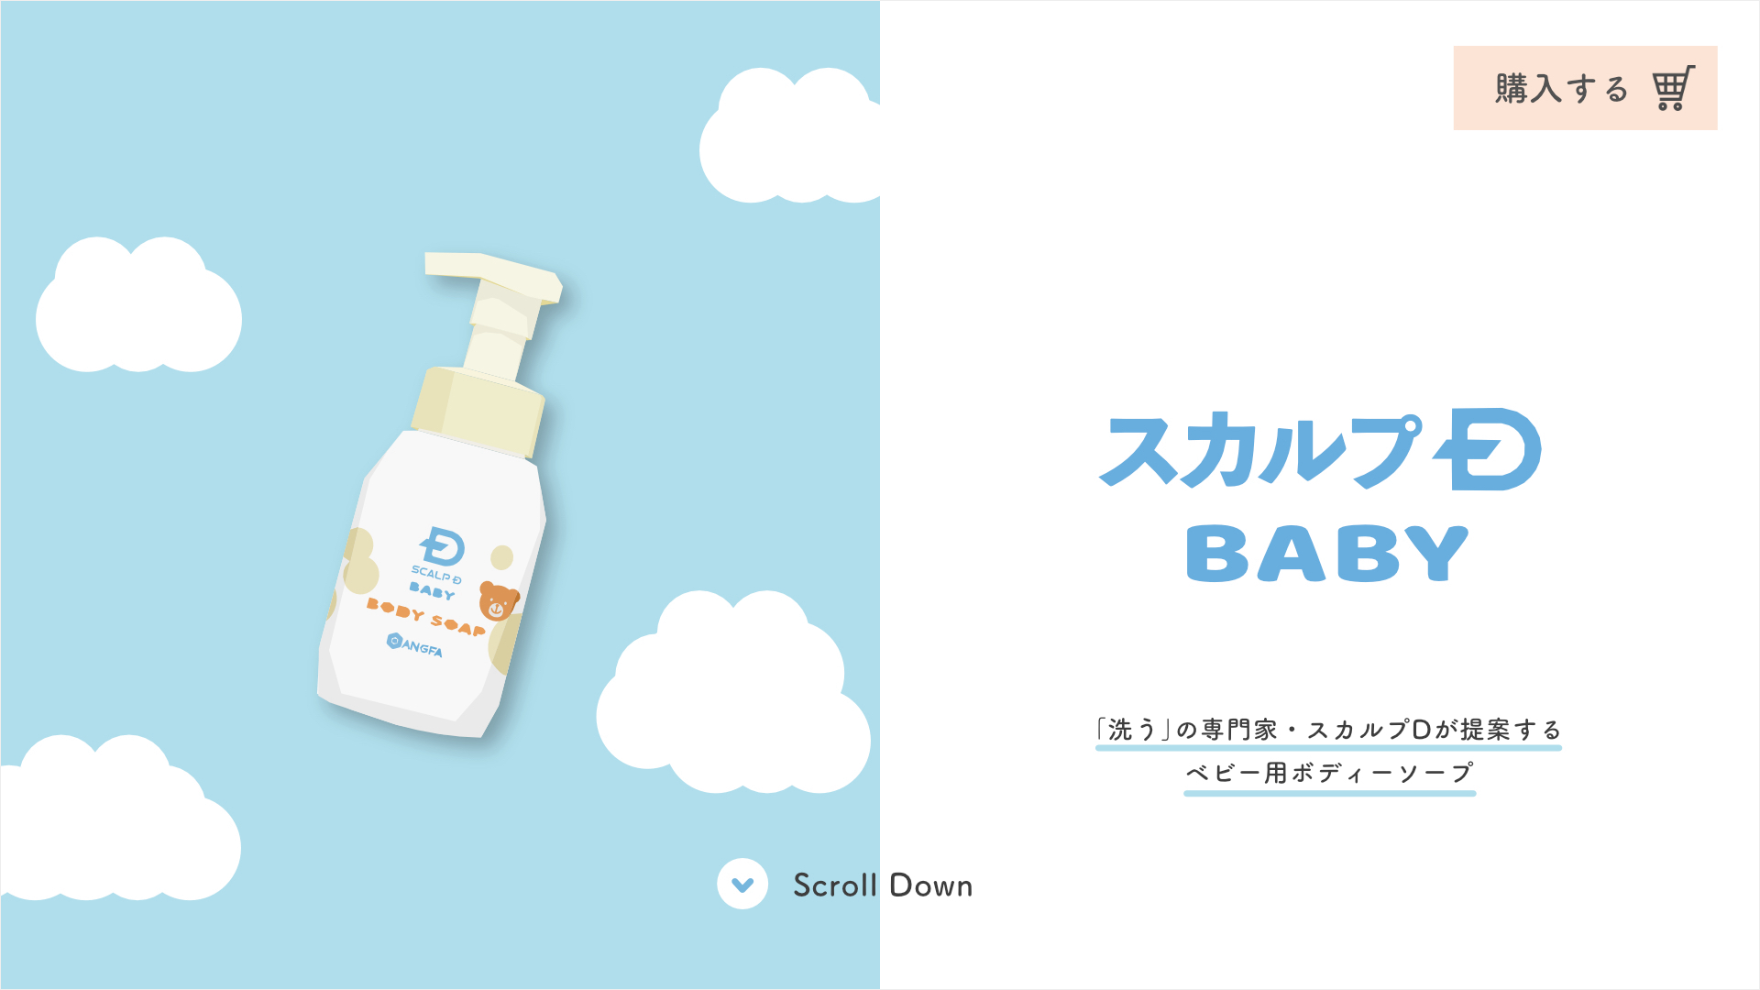 購入する
スカルプD
BABY
「洗う」の専門家・スカルプDが提案する
ベビー用ボディーソープ
D
SCALP D
BABY
BODY SOAP
ANGFA
Scroll Down